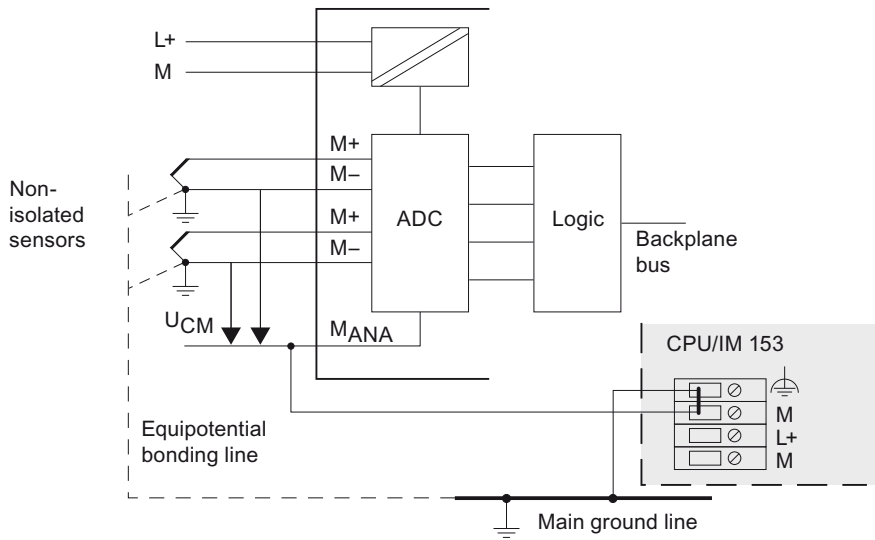 L+
M
M+
M–
M+
M–
Non-
isolated
sensors
ADC
Logic
Backplane
bus
UCM
MANA
CPU/IM 153
M
L+
M
Equipotential
bonding line
Main ground line